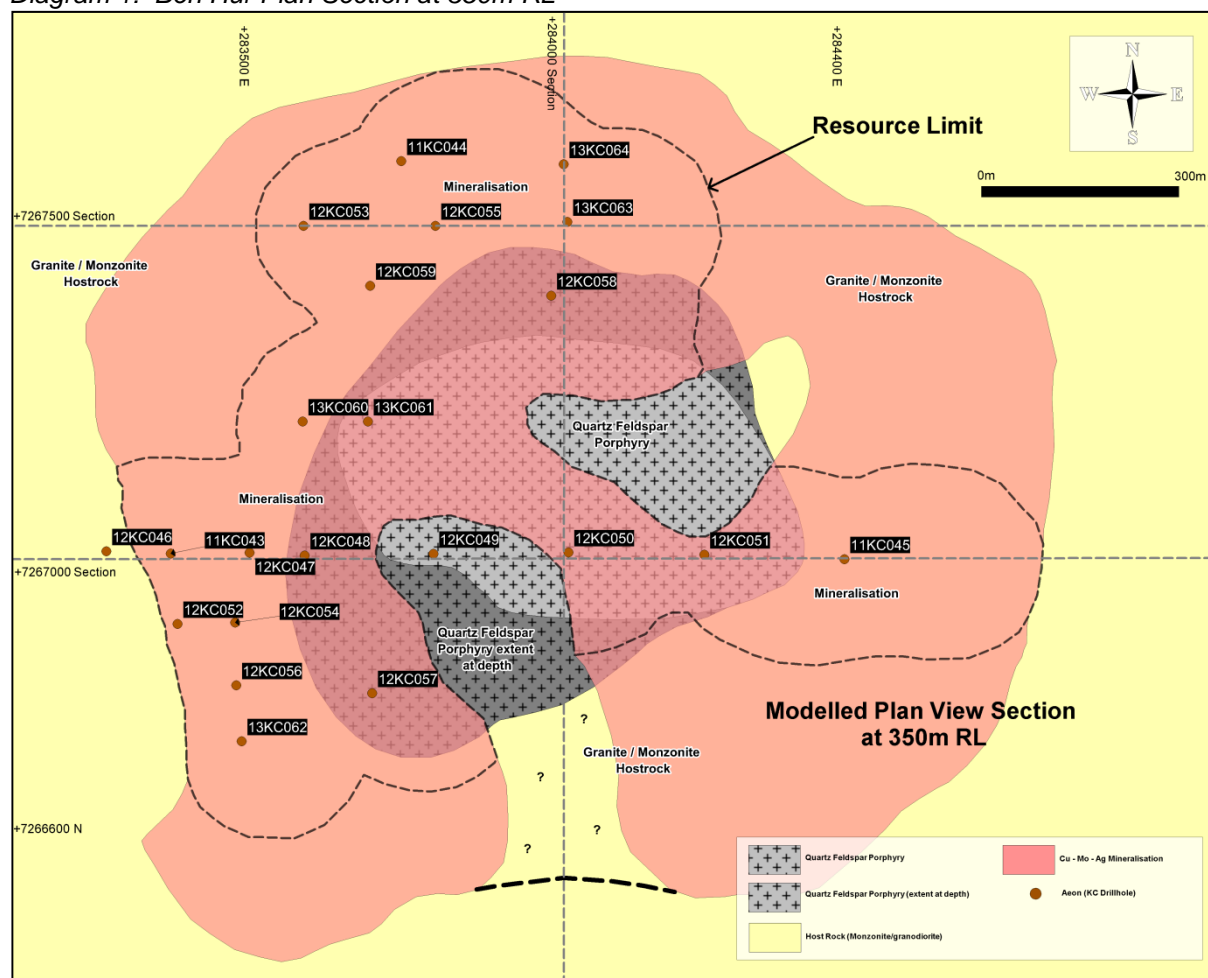 Diagram 1: Ben Hur Plan Section at 350m RL
+283500 E
+284000 Section
+284400 E
N
W
E
S
Resource Limit
0m
300m
11KC044
13KC064
Mineralisation
+7267500 Section
12KC053
12KC055
13KC063
Granite / Monzonite
Hostrock
12KC059
12KC058
Granite / Monzonite
Hostrock
13KC060
13KC061
Quartz Feldspar
Porphyry
Mineralisation
12KC046
11KC043
12KC048
12KC049
12KC050
12KC051
11KC045
12KC047
+7267000 Section
Mineralisation
12KC052
12KC054
Quartz Feldspar
Porphyry extent
at depth
12KC056
12KC057
13KC062
Modelled Plan View Section
at 350m RL
?
Granite / Monzonite
Hostrock
?
?
?
+7266600 N
Quartz Feldspar Porphyry
Cu - Mo - Ag Mineralisation
Quartz Feldspar Porphyry (extent at depth)
Aeon (KC Drillhole)
Host Rock (Monzonite/granodiorite)